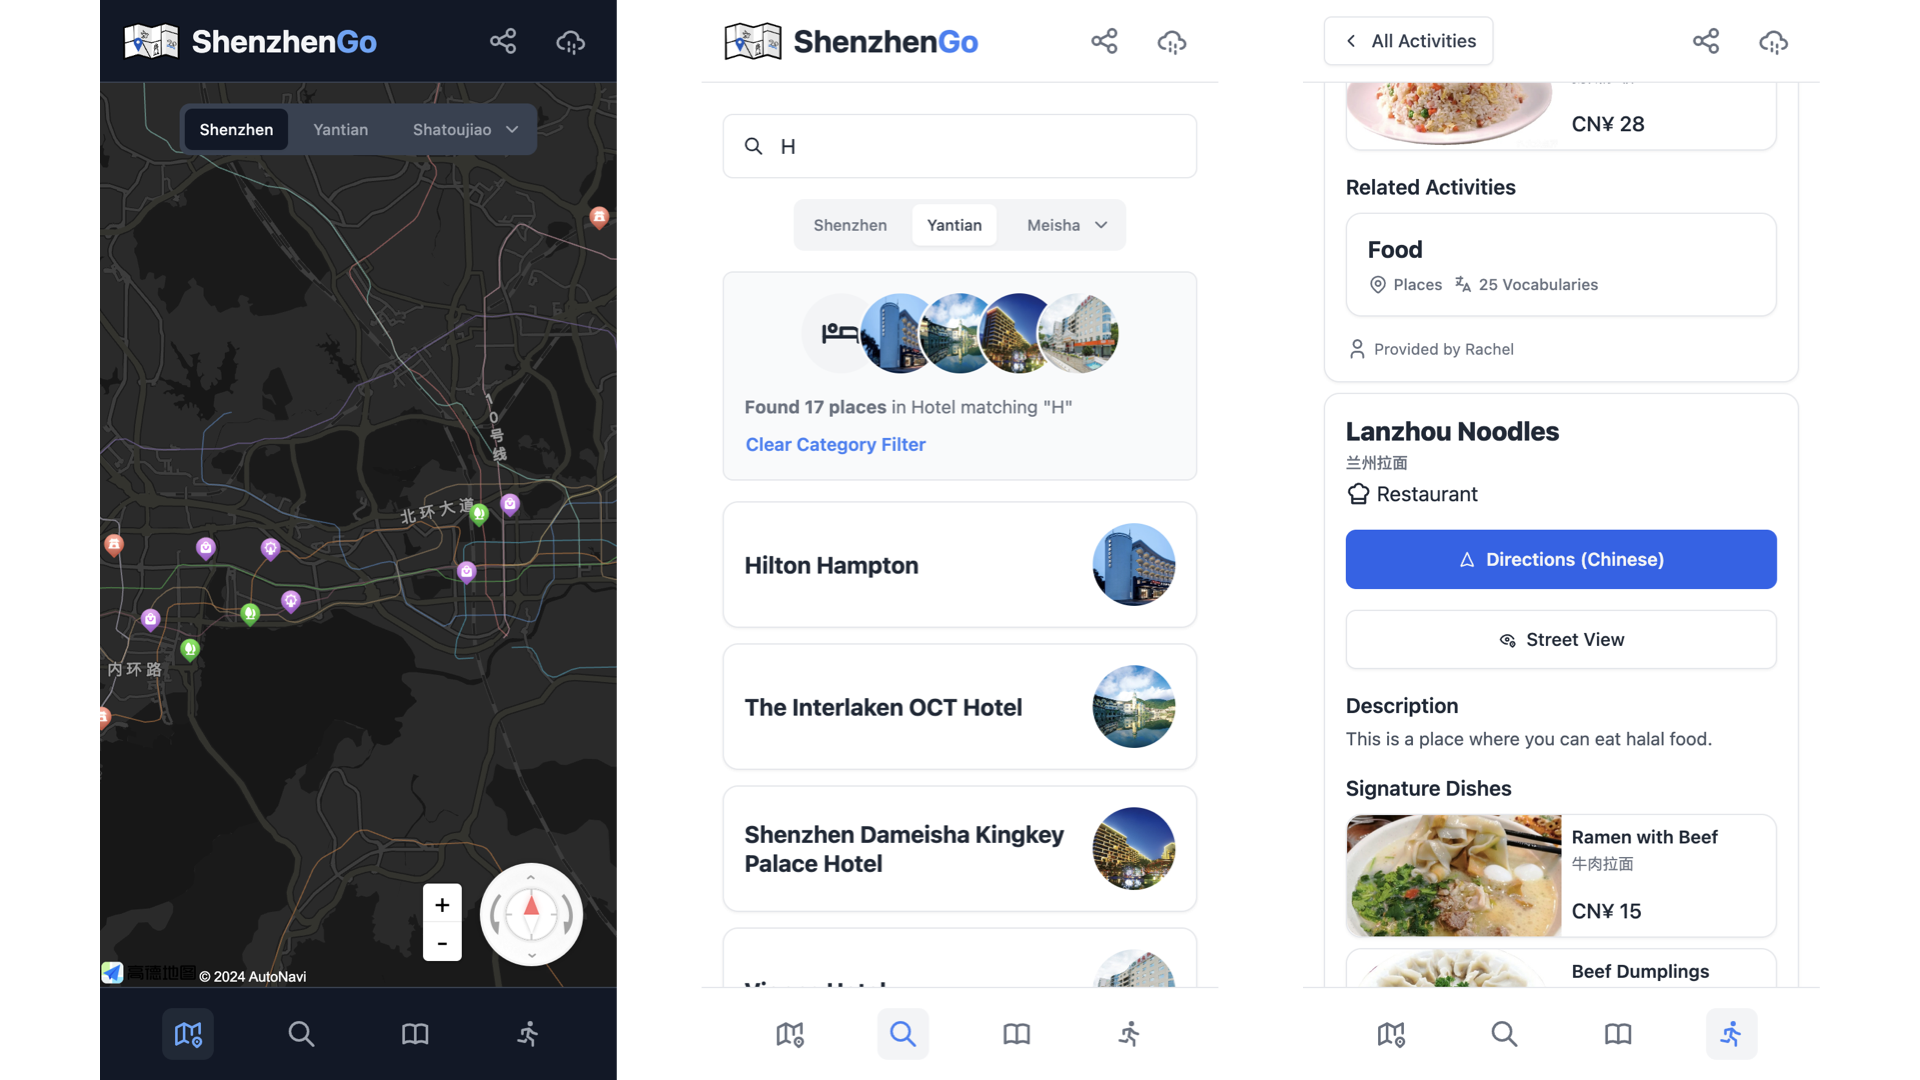 ShenzhenGo
Shenzhen
Yantian
Shatoujiao
10号线
北环大道
内环路
+
-
高德地图
© 2024 AutoNavi
ShenzhenGo
H
Shenzhen
Yantian
Meisha
Found 17 places in Hotel matching "H"
Clear Category Filter
Hilton Hampton
The Interlaken OCT Hotel
Shenzhen Dameisha Kingkey
Palace Hotel
All Activities
CN¥ 28
Related Activities
Food
Places
25 Vocabularies
Provided by Rachel
Lanzhou Noodles
兰州拉面
Restaurant
Directions (Chinese)
Street View
Description
This is a place where you can eat halal food.
Signature Dishes
Ramen with Beef
牛肉拉面
CN¥ 15
Beef Dumplings